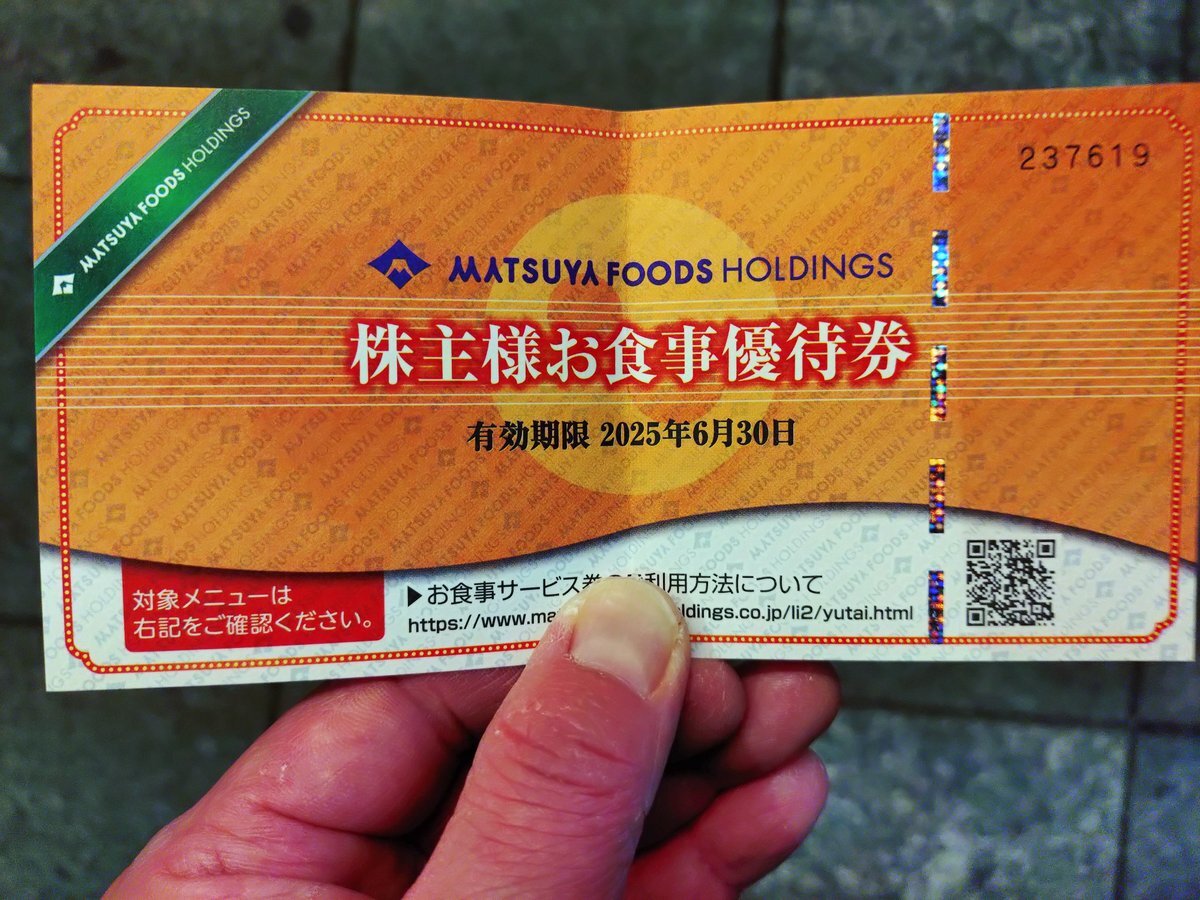 MATSUYA FOODS HOLDINGS
237619
MATSUYA FOODS HOLDINGS
株主様お食事優待券
有効期限 2025年6月30日
対象メニューは
右記をご確認ください。
▶お食事サービス券 利用方法について
https://www.ma ldings.co.jp/li2/yutai.html